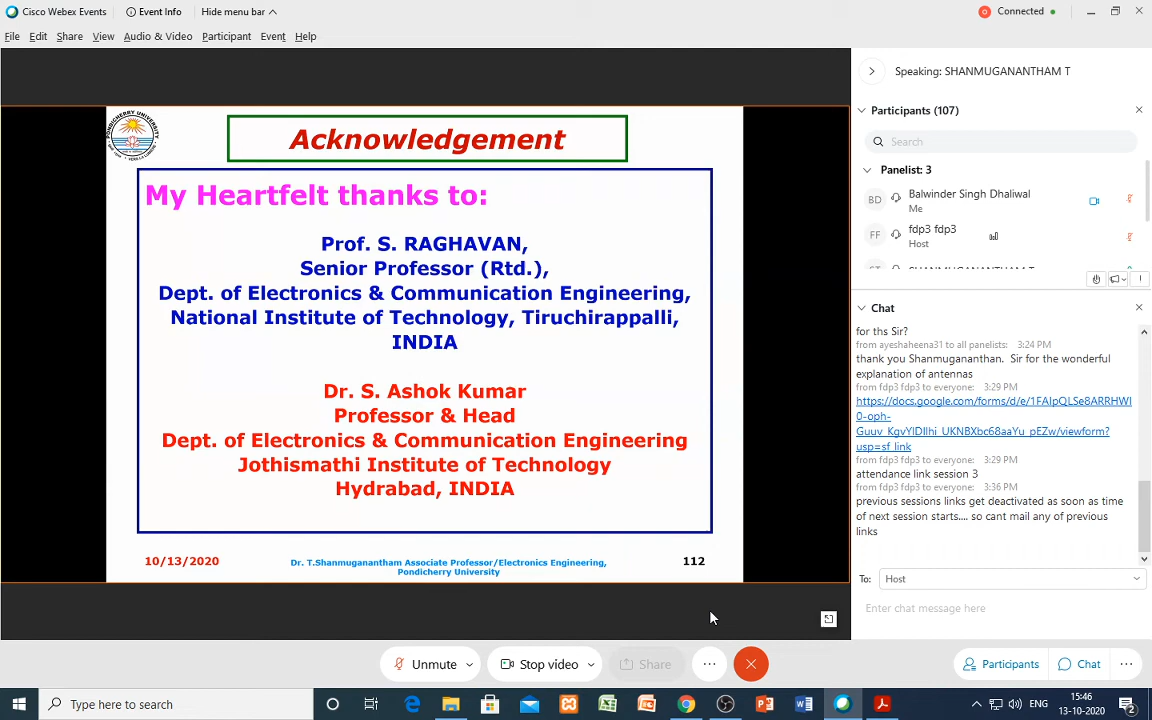 Cisco Webex Events
Event Info
Hide menu bar
Connected
File Edit Share View Audio & Video Participant Event Help
Speaking: SHANMUGANANTHAM T
Participants (107)
Search
Panelist: 3
BD Balwinder Singh Dhaliwal
Me
FF fdp3 fdp3
Host
PONDICHERRY UNIVERSITY
Acknowledgement
My Heartfelt thanks to:
Prof. S. RAGHAVAN,
Senior Professor (Rtd.),
Dept. of Electronics & Communication Engineering,
National Institute of Technology, Tiruchirappalli,
INDIA
Dr. S. Ashok Kumar
Professor & Head
Dept. of Electronics & Communication Engineering
Jothismathi Institute of Technology
Hydrabad, INDIA
10/13/2020
Dr. T.Shanmuganantham Associate Professor/Electronics Engineering,
Pondicherry University
112
Chat
for ths Sir?
from ayeshaheena31 to all panelists: 3:24 PM
thank you Shanmugananthan. Sir for the wonderful
explanation of antennas
from fdp3 fdp3 to everyone: 3:29 PM
https://docs.google.com/forms/d/e/1FAIpQLSe8ARRHWI
0-oph-
Guuv_KgvYlDIlhi_UKNBXbc68aaYu_pEZw/viewform?
usp=sf_link
from fdp3 fdp3 to everyone: 3:29 PM
attendance link session 3
from fdp3 fdp3 to everyone: 3:36 PM
previous sessions links get deactivated as soon as time
of next session starts.... so cant mail any of previous
links
To: Host
Enter chat message here
Unmute
Stop video
Share
Participants
Chat
Type here to search
ENG
15:46
13-10-2020
2